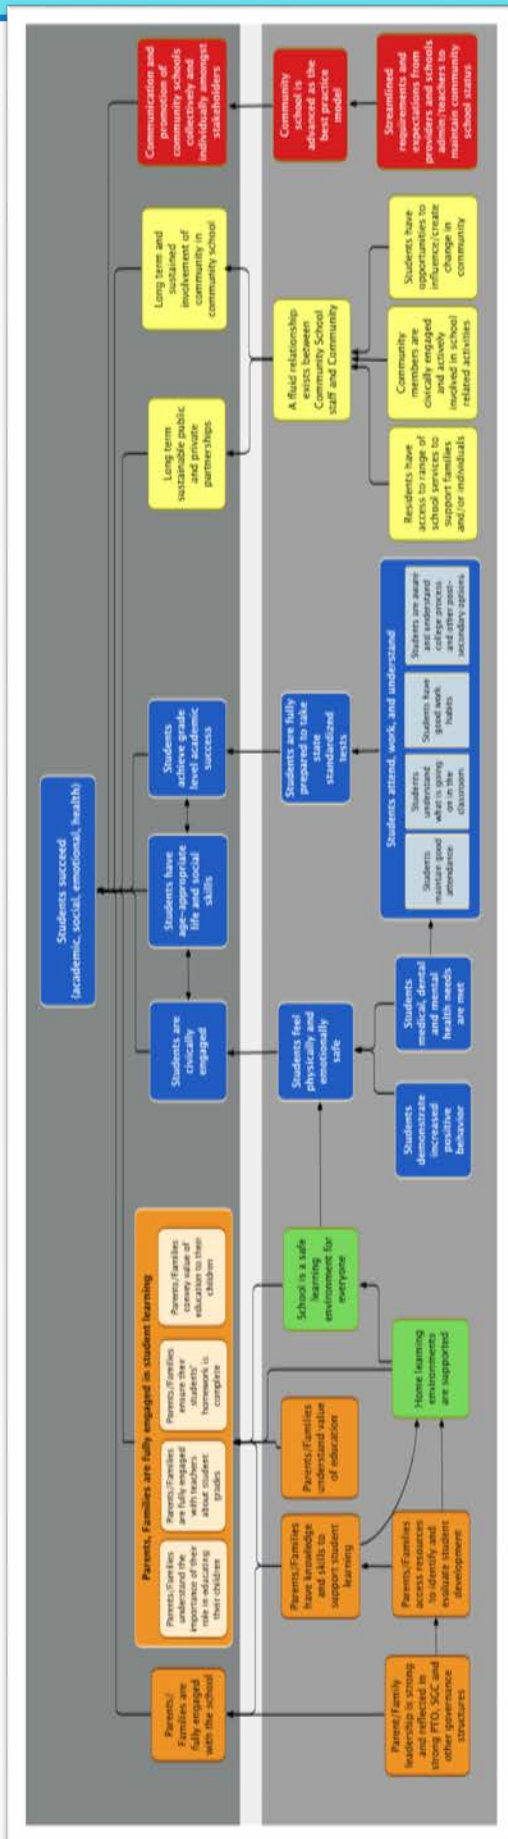 Students succeed
(academic, social, emotional, health)
Parents/
Families are
fully engaged
with the school
Parents, Families are fully engaged in student learning
Parents/Families
understand the
importance of their
role in educating
their children
Parents/Families
are fully engaged
with teachers
about student
grades
Parents/Families
ensure their
students'
homework is
complete
Parents/Families
convey value of
education to their
children
Students are
civically
engaged
Students have
age-appropriate
life and social
skills
Students
achieve grade
level academic
success
Long term
sustainable public
and private
partnerships
Long term and
sustained
involvement of
community in
community school
Communication and
promotion of
community schools
collectively and
individually amongst
stakeholders
Parents/Families
have knowledge
and skills to
support student
learning
Parents/Families
understand value
of education
School is a safe
learning
environment for
everyone
Students feel
physically and
emotionally
safe
Students are fully
prepared to take
state
standardized
tests
A fluid relationship
exists between
Community School
staff and Community
Community
school is
advanced as the
best practice
model
Parent/Family
leadership is strong
and reflected in
strong PTO, SGC and
other governance
structures
Parents/Families
access resources
to identify and
evaluate student
development
Home learning
environments
are supported
Students
demonstrate
increased
positive
behavior
Students
medical, dental
and mental
health needs
are met
Students attend, work, and understand
Students
maintain good
attendance
Students
understand
what is going
on in the
classroom
Students have
good work
habits
Students are aware
and understand
college process
and other post-
secondary options
Residents have
access to range of
school services to
support families
and/or individuals
Community
members are
civically engaged
and actively
involved in school
related activities
Students have
opportunities to
influence/create
change in
community
Streamlined
requirements and
expectations from
providers and schools
admin/teachers to
maintain community
school status